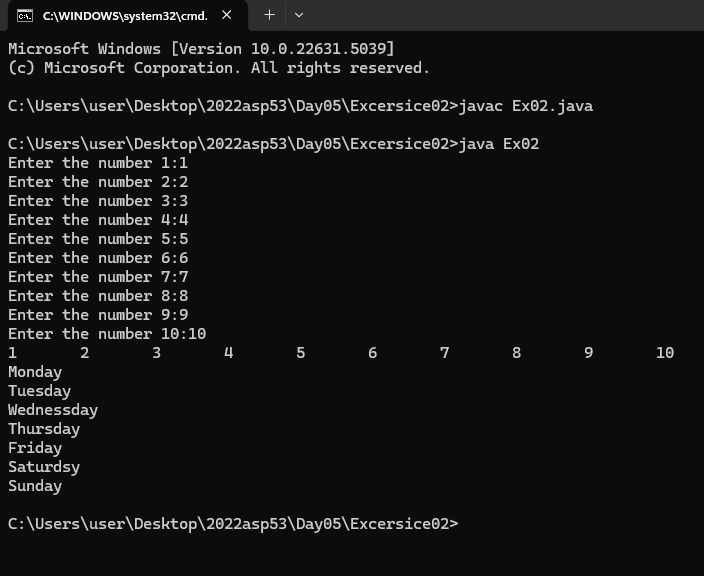 C:\WINDOWS\system32\cmd.
Microsoft Windows [Version 10.0.22631.5039]
(c) Microsoft Corporation. All rights reserved.
C:\Users\user\Desktop\2022asp53\Day05\Excersice02>javac Ex02.java
C:\Users\user\Desktop\2022asp53\Day05\Excersice02>java Ex02
Enter the number 1:1
Enter the number 2:2
Enter the number 3:3
Enter the number 4:4
Enter the number 5:5
Enter the number 6:6
Enter the number 7:7
Enter the number 8:8
Enter the number 9:9
Enter the number 10:10
1 2 3 4 5 6 7 8 9 10
Monday
Tuesday
Wednessday
Thursday
Friday
Saturdsy
Sunday
C:\Users\user\Desktop\2022asp53\Day05\Excersice02>